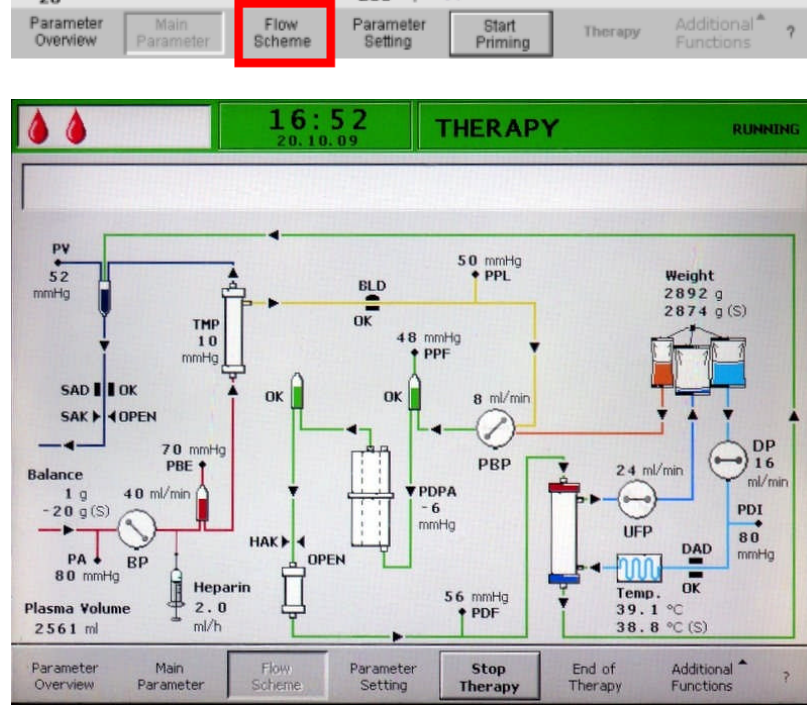 Parameter Overview
Main Parameter
Flow Scheme
Parameter Setting
Start Priming
Therapy
Additional Functions
?
16:52
20.10.09
THERAPY
RUNNING
PV
52
mmHg
TMP
10
mmHg
BLD
OK
50 mmHg
PPL
Weight
2892 g
2874 g (S)
48 mmHg
PPF
SAD OK
SAK OPEN
OK
OK
8 ml/min
PBP
70 mmHg
PBE
Balance
1 g
-20 g (S)
40 ml/min
BP
PA
80 mmHg
PDPA
-6
mmHg
24 ml/min
UFP
DP
16
ml/min
PDI
80
mmHg
HAK
OPEN
DAD
OK
Heparin
2.0
ml/h
56 mmHg
PDF
Temp.
39.1 °C
38.8 °C (S)
Plasma Volume
2561 ml
Parameter Overview
Main Parameter
Flow Scheme
Parameter Setting
Stop Therapy
End of Therapy
Additional Functions
?